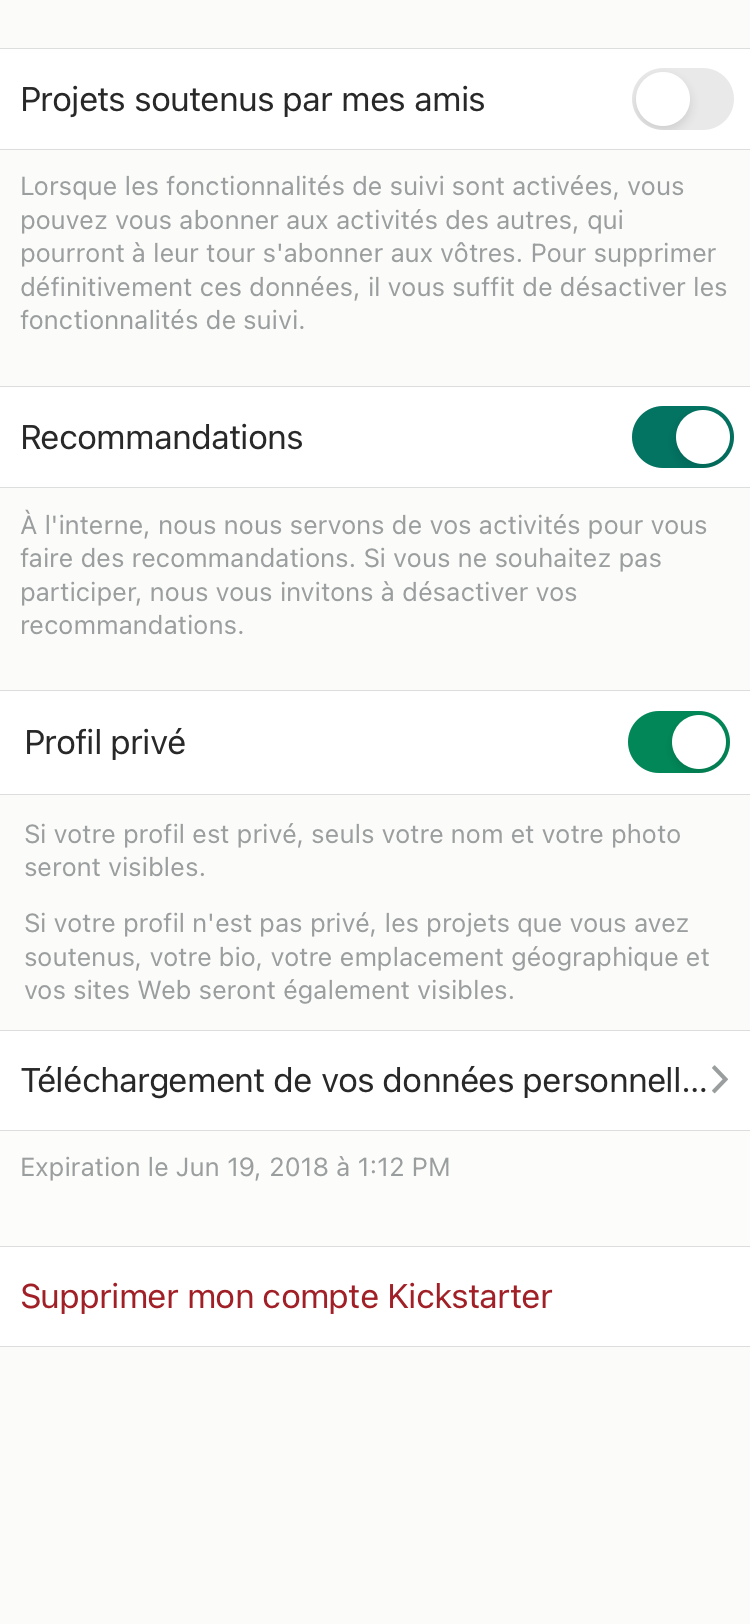 Projets soutenus par mes amis
Lorsque les fonctionnalités de suivi sont activées, vous
pouvez vous abonner aux activités des autres, qui
pourront à leur tour s'abonner aux vôtres. Pour supprimer
définitivement ces données, il vous suffit de désactiver les
fonctionnalités de suivi.
Recommandations
À l'interne, nous nous servons de vos activités pour vous
faire des recommandations. Si vous ne souhaitez pas
participer, nous vous invitons à désactiver vos
recommandations.
Profil privé
Si votre profil est privé, seuls votre nom et votre photo
seront visibles.
Si votre profil n'est pas privé, les projets que vous avez
soutenus, votre bio, votre emplacement géographique et
vos sites Web seront également visibles.
Téléchargement de vos données personnell...
Expiration le Jun 19, 2018 à 1:12 PM
Supprimer mon compte Kickstarter